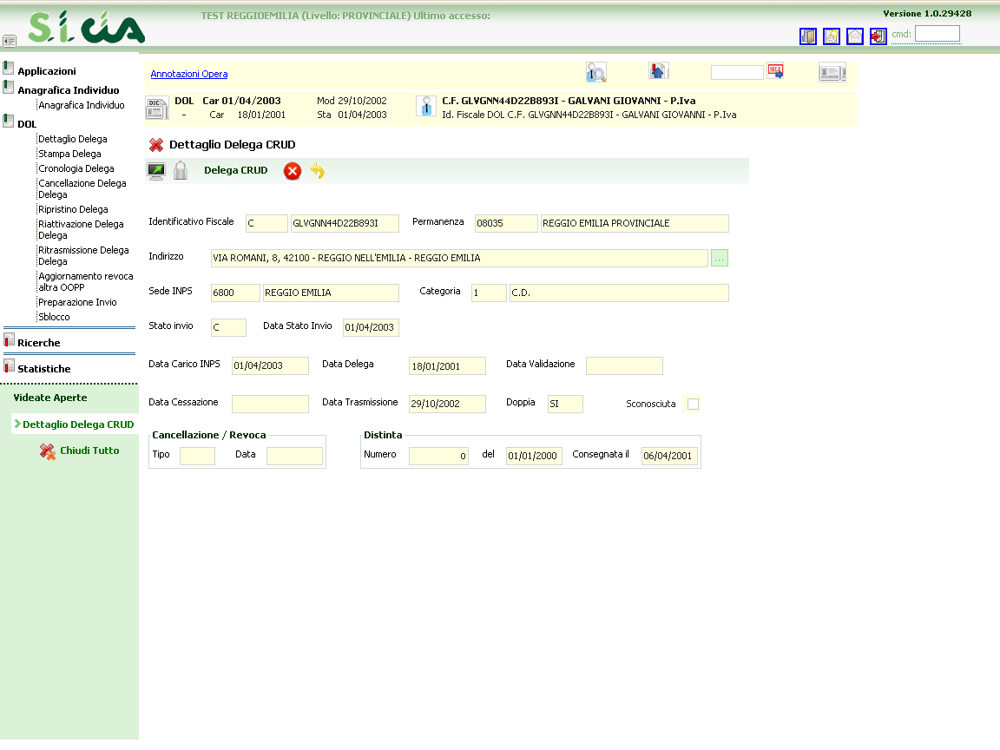 S.I. CIA
TEST REGGIOEMILIA (Livello: PROVINCIALE) Ultimo accesso:
Versione 1.0.29428
cmd:
Applicazioni
Anagrafica Individuo
Anagrafica Individuo
DOL
Dettaglio Delega
Stampa Delega
Cronologia Delega
Cancellazione Delega
Delega
Ripristino Delega
Riattivazione Delega
Delega
Ritrasmissione Delega
Delega
Aggiornamento revoca
altra OOPP
Preparazione Invio
Sblocco
Ricerche
Statistiche
Videate Aperte
Dettaglio Delega CRUD
Chiudi Tutto
Annotazioni Opera
SELX
DIC
DOL Car 01/04/2003 Mod 29/10/2002 C.F. GLVGNN44D22B893I - GALVANI GIOVANNI - P.Iva
- Car 18/01/2001 Sta 01/04/2003 Id. Fiscale DOL C.F. GLVGNN44D22B893I - GALVANI GIOVANNI - P.Iva
Dettaglio Delega CRUD
Delega CRUD
Identificativo Fiscale C GLVGNN44D22B893I Permanenza 08035 REGGIO EMILIA PROVINCIALE
Indirizzo VIA ROMANI, 8, 42100 - REGGIO NELL'EMILIA - REGGIO EMILIA ...
Sede INPS 6800 REGGIO EMILIA Categoria 1 C.D.
Stato invio C Data Stato Invio 01/04/2003
Data Carico INPS 01/04/2003 Data Delega 18/01/2001 Data Validazione
Data Cessazione Data Trasmissione 29/10/2002 Doppia SI Sconosciuta
Cancellazione / Revoca Distinta
Tipo Data Numero 0 del 01/01/2000 Consegnata il 06/04/2001